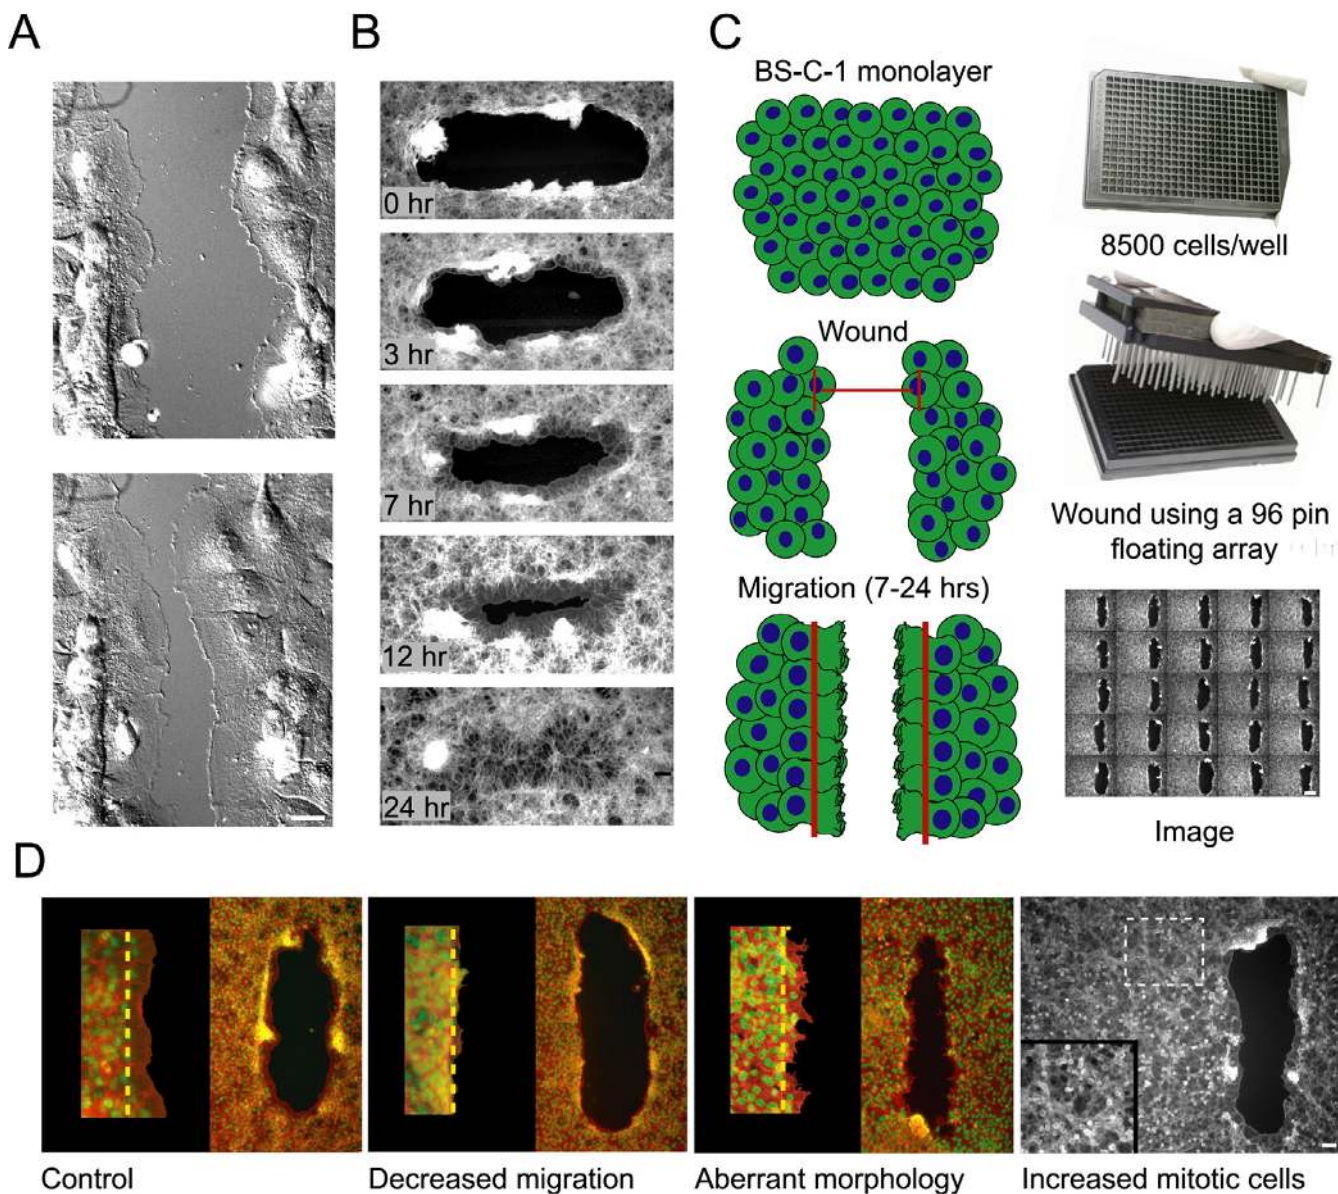 A
B
C
BS-C-1 monolayer
0 hr
3 hr
7 hr
12 hr
24 hr
Wound
Migration (7-24 hrs)
8500 cells/well
Wound using a 96 pin
floating array
Image
D
Control
Decreased migration
Aberrant morphology
Increased mitotic cells